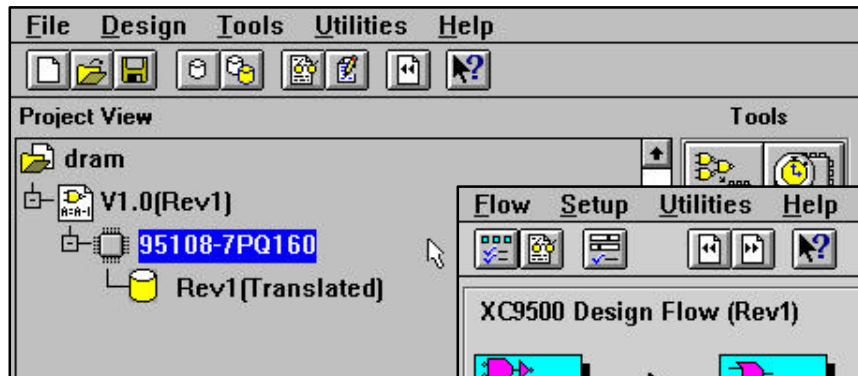 File Design Tools Utilities Help
Project View
Tools
dram
V1.0(Rev1)
95108-7PQ160
Rev1(Translated)
Flow Setup Utilities Help
XC9500 Design Flow (Rev1)